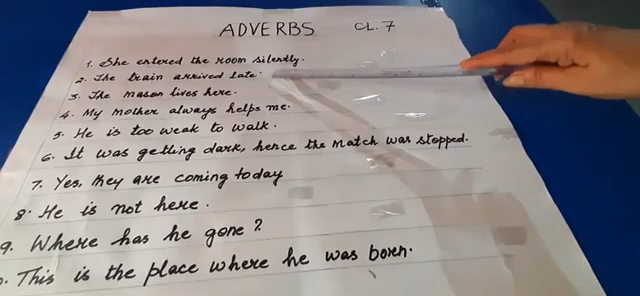 ADVERBS CL. 7
1. She entered the room silently.
2. The train arrived late.
3. The mason lives here.
4. My mother always helps me.
5. He is too weak to walk.
6. It was getting dark, hence the match was stopped.
7. Yes, they are coming today
8. He is not here.
9. Where has he gone?
. This is the place where he was born.